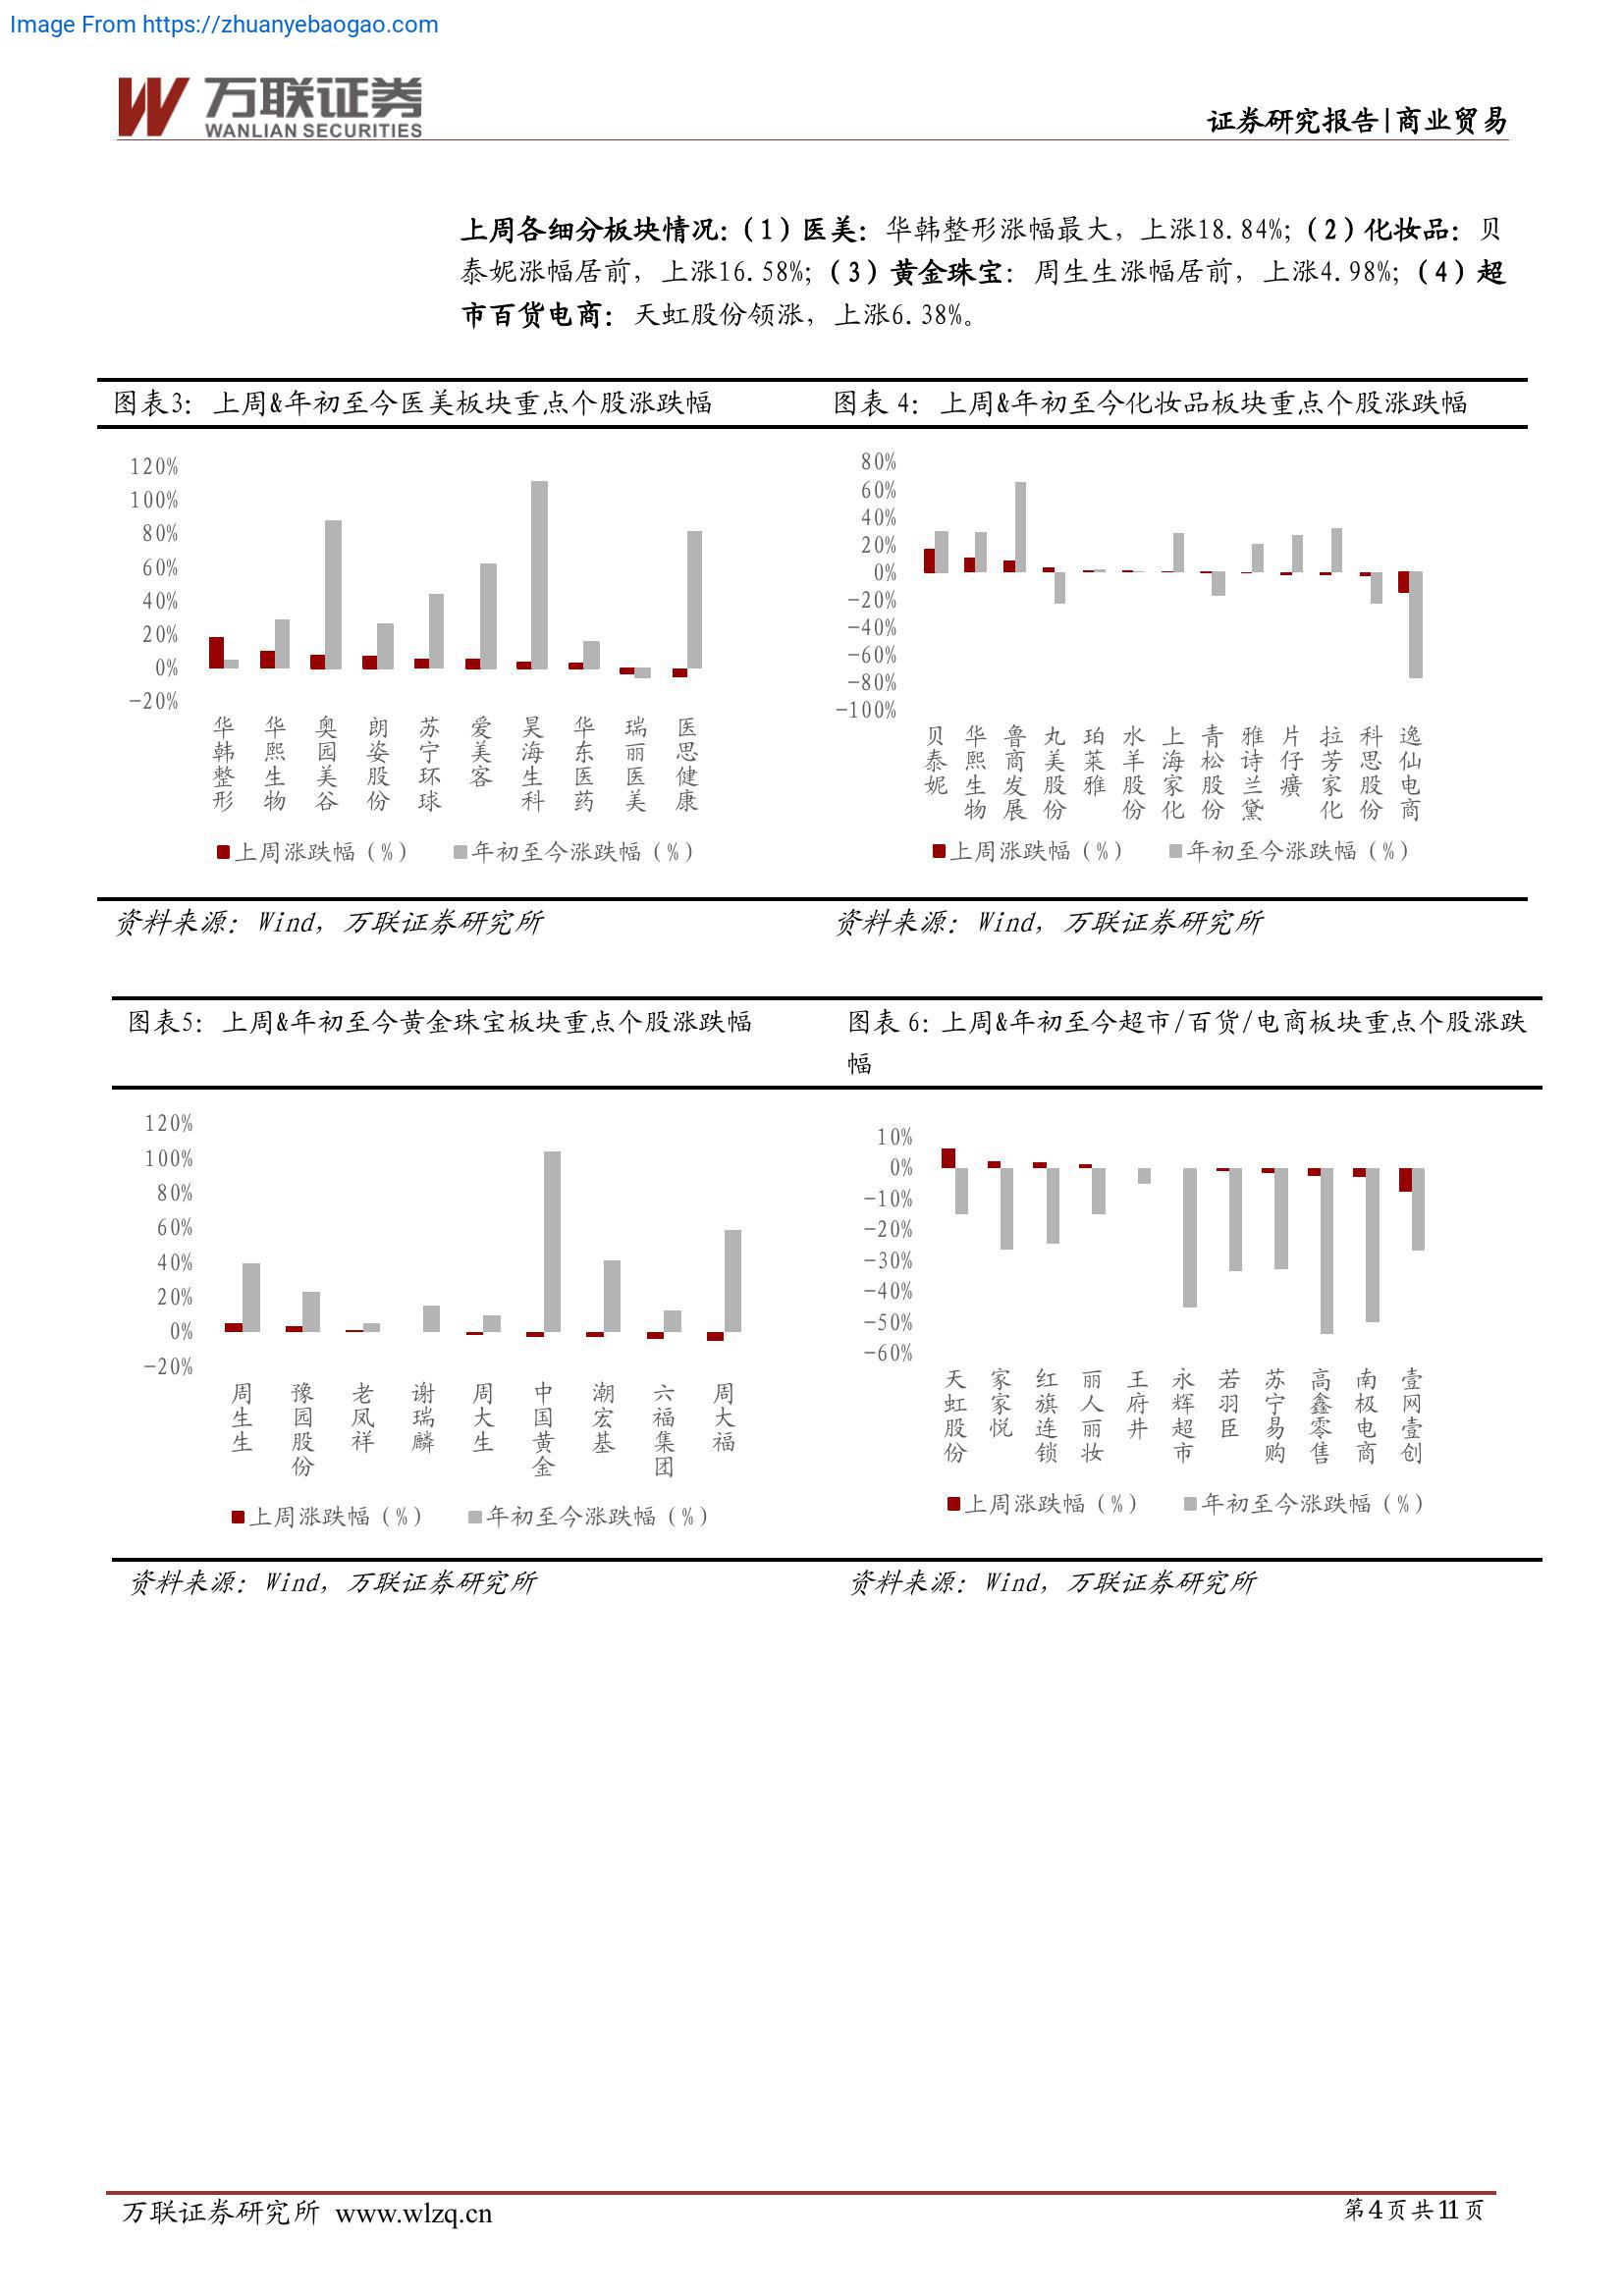 Image From https://zhuanyebaogao.com
万联证券
WANLIAN SECURITIES
证券研究报告|商业贸易
上周各细分板块情况：（1）医美：华韩整形涨幅最大，上涨18.84%；（2）化妆品：贝
泰妮涨幅居前，上涨16.58%；（3）黄金珠宝：周生生涨幅居前，上涨4.98%；（4）超
市百货电商：天虹股份领涨，上涨6.38%。
图表3：上周&年初至今医美板块重点个股涨跌幅
120%
100%
80%
60%
40%
20%
0%
-20%
华韩整形
华熙生物
奥园美谷
朗姿股份
苏宁环球
爱美客
昊海生科
华东医药
瑞丽医美
医思健康
上周涨跌幅（%）
年初至今涨跌幅（%）
资料来源：Wind，万联证券研究所
图表 4：上周&年初至今化妆品板块重点个股涨跌幅
80%
60%
40%
20%
0%
-20%
-40%
-60%
-80%
-100%
贝泰妮
华熙生物
鲁商发展
丸美股份
珀莱雅
水羊股份
上海家化
青松股份
雅诗兰黛
片仔癀
拉芳家化
科思股份
逸仙电商
上周涨跌幅（%）
年初至今涨跌幅（%）
资料来源：Wind，万联证券研究所
图表5：上周&年初至今黄金珠宝板块重点个股涨跌幅
120%
100%
80%
60%
40%
20%
0%
-20%
周生生
豫园股份
老凤祥
谢瑞麟
周大生
中国黄金
潮宏基
六福集团
周大福
上周涨跌幅（%）
年初至今涨跌幅（%）
资料来源：Wind，万联证券研究所
图表 6：上周&年初至今超市/百货/电商板块重点个股涨跌
幅
10%
0%
-10%
-20%
-30%
-40%
-50%
-60%
天虹股份
家家悦
红旗连锁
丽人丽妆
王府井
永辉超市
若羽臣
苏宁易购
高鑫零售
南极电商
壹网壹创
上周涨跌幅（%）
年初至今涨跌幅（%）
资料来源：Wind，万联证券研究所
万联证券研究所 www.wlzq.cn
第4页共11页